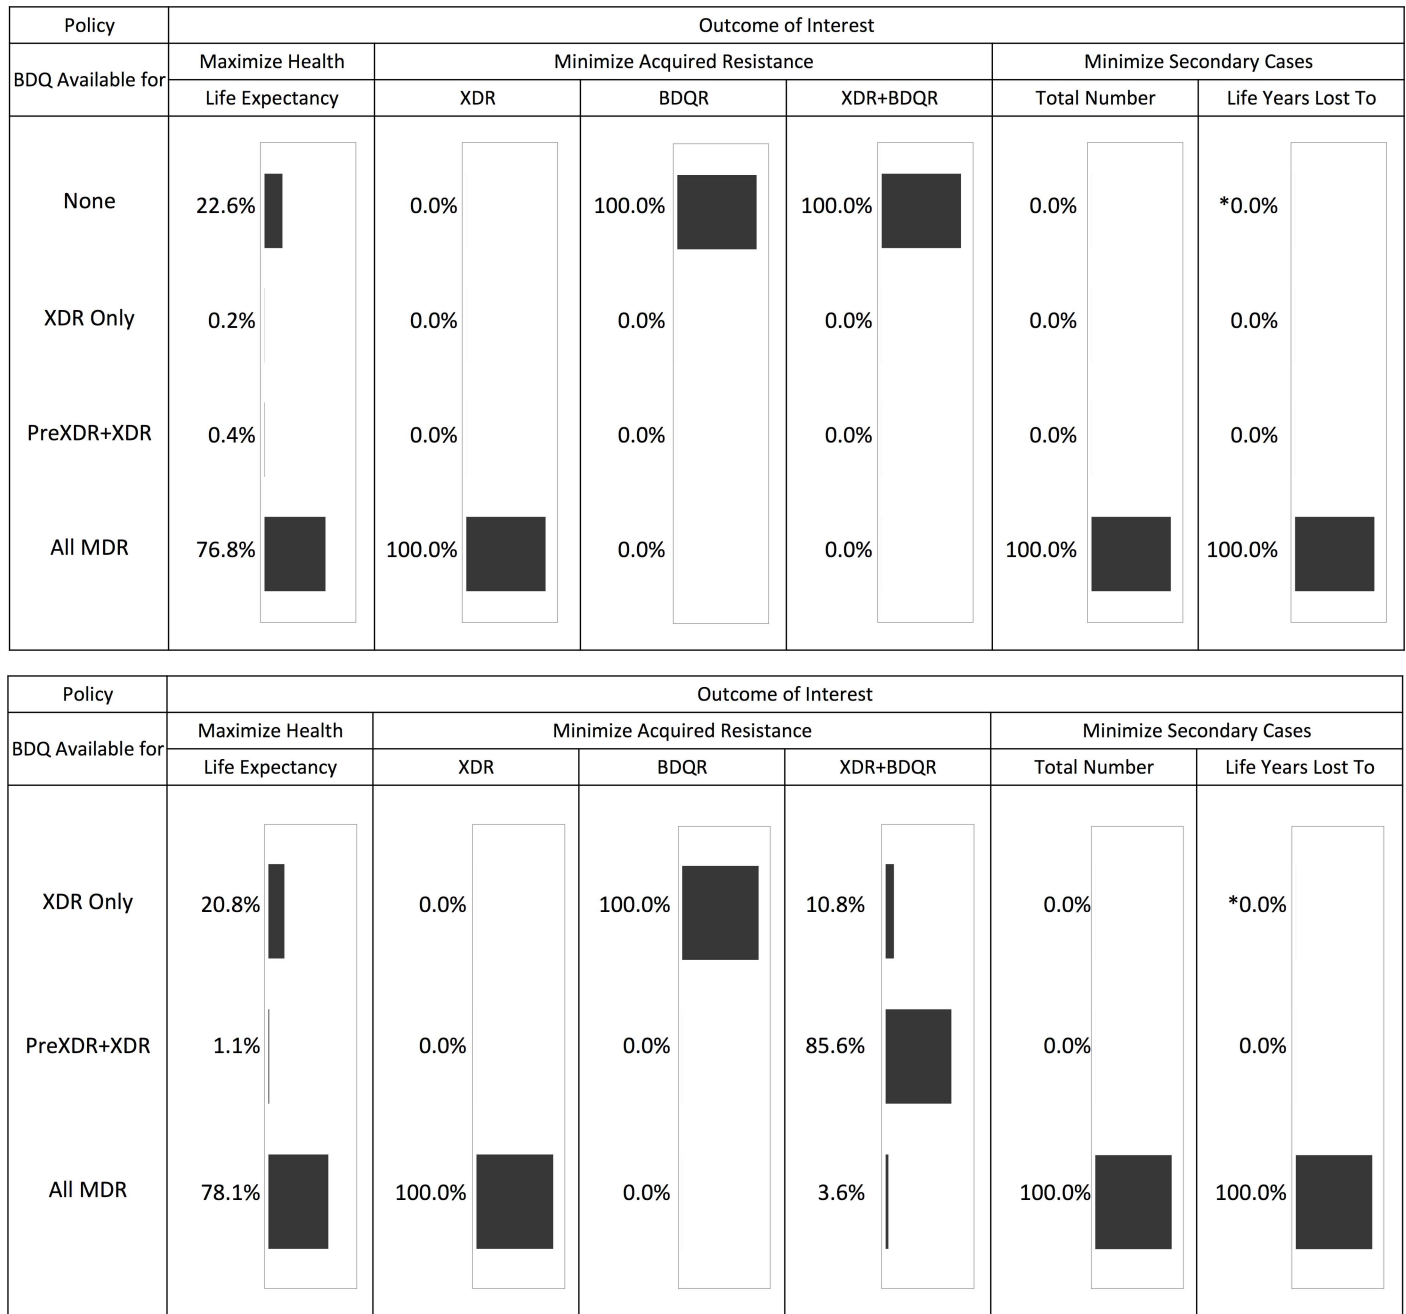 Policy Outcome of Interest
BDQ Available for Maximize Health Minimize Acquired Resistance Minimize Secondary Cases
Life Expectancy XDR BDQR XDR+BDQR Total Number Life Years Lost To
None 22.6% 0.0% 100.0% 100.0% 0.0% *0.0%
XDR Only 0.2% 0.0% 0.0% 0.0% 0.0% 0.0%
PreXDR+XDR 0.4% 0.0% 0.0% 0.0% 0.0% 0.0%
All MDR 76.8% 100.0% 0.0% 0.0% 100.0% 100.0%
Policy Outcome of Interest
BDQ Available for Maximize Health Minimize Acquired Resistance Minimize Secondary Cases
Life Expectancy XDR BDQR XDR+BDQR Total Number Life Years Lost To
XDR Only 20.8% 0.0% 100.0% 10.8% 0.0% *0.0%
PreXDR+XDR 1.1% 0.0% 0.0% 85.6% 0.0% 0.0%
All MDR 78.1% 100.0% 0.0% 3.6% 100.0% 100.0%